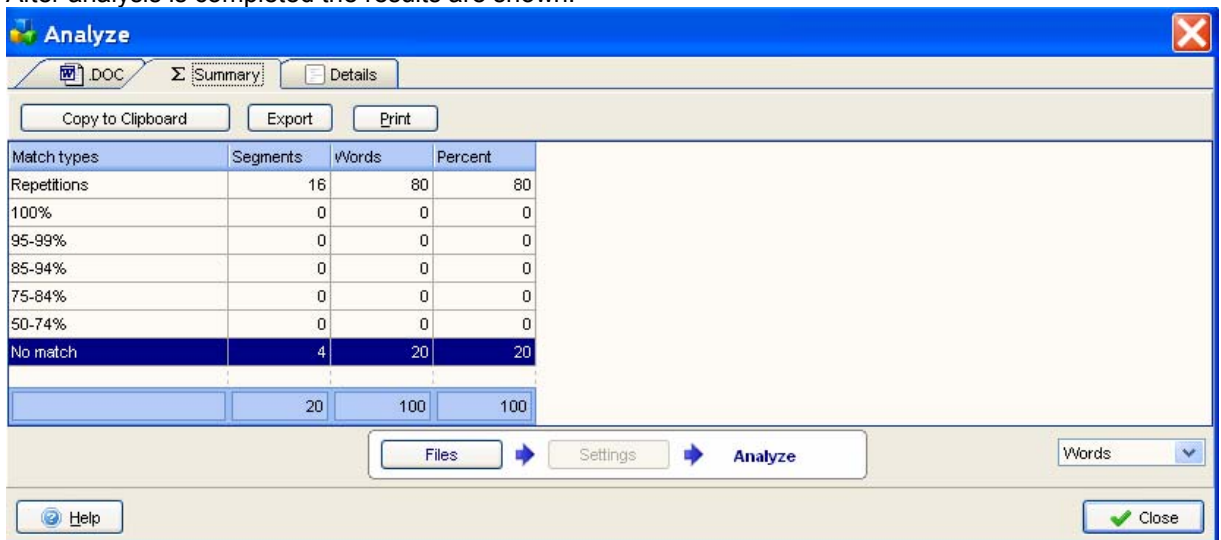 After analysis is completed the results are shown.
Analyze
.DOC Σ Summary Details
Copy to Clipboard Export Print
Match types Segments Words Percent
Repetitions 16 80 80
100% 0 0 0
95-99% 0 0 0
85-94% 0 0 0
75-84% 0 0 0
50-74% 0 0 0
No match 4 20 20
20 100 100
Files Settings Analyze Words
Help Close